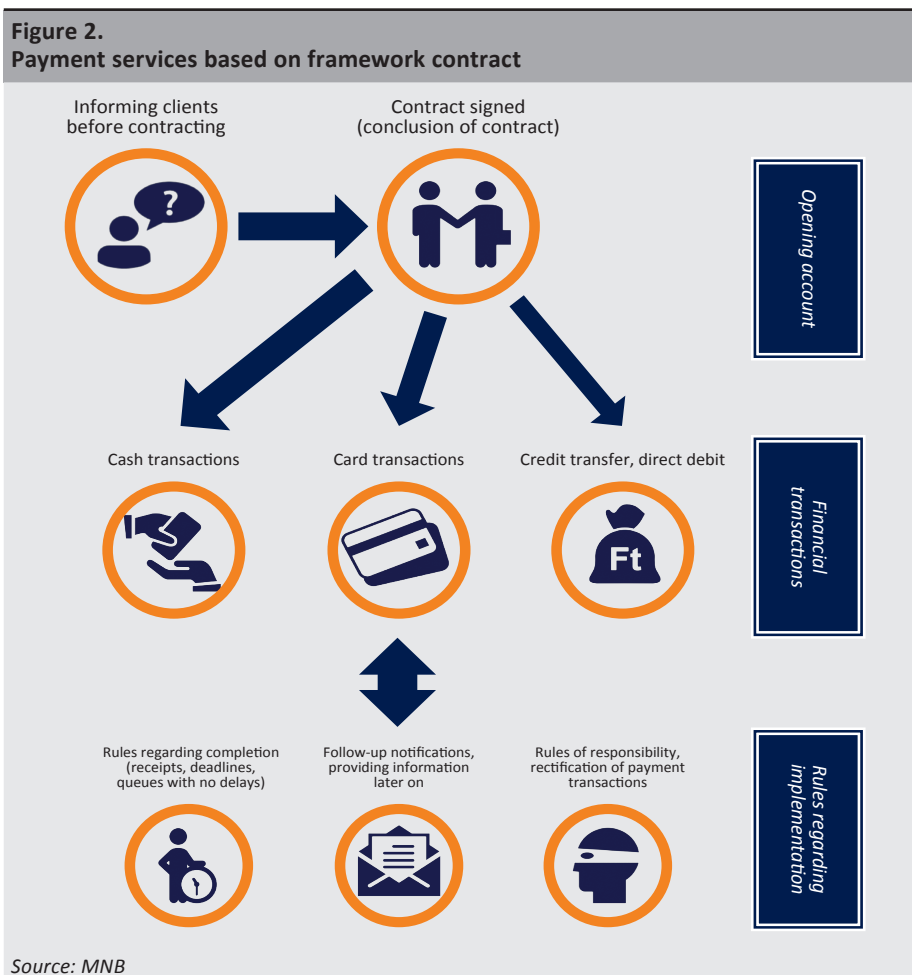 Figure 2.
Payment services based on framework contract
Informing clients
before contracting
Contract signed
(conclusion of contract)
?
Opening account
Cash transactions
Card transactions
Credit transfer, direct debit
Ft
Financial
transactions
Rules regarding completion
(receipts, deadlines,
queues with no delays)
Follow-up notifications,
providing information
later on
Rules of responsibility,
rectification of payment
transactions
Rules regarding
implementation
Source: MNB